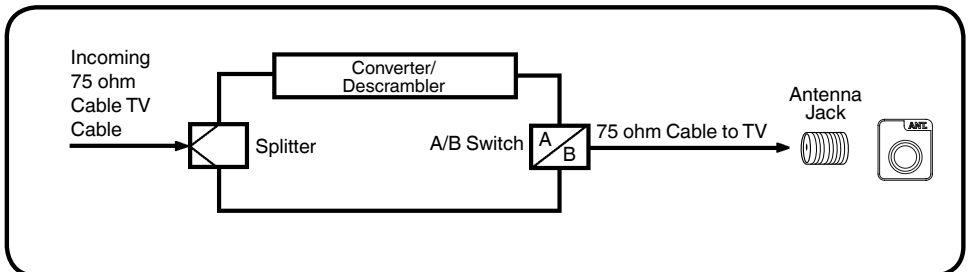 Incoming
75 ohm
Cable TV
Cable
Converter/
Descrambler
Splitter
A/B Switch
A
B
75 ohm Cable to TV
Antenna
Jack
ANT.